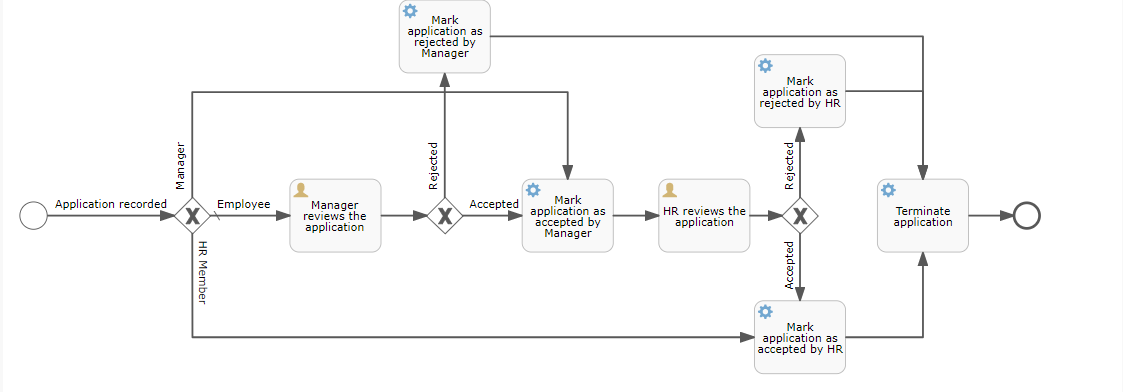 Mark
application as
rejected by
Manager
Mark
application as
rejected by HR
Manager
Rejected
Rejected
Application recorded
Employee
Manager
reviews the
application
Accepted
Mark
application as
accepted by
Manager
HR reviews the
application
Terminate
application
HR Member
Accepted
Mark
application as
accepted by HR